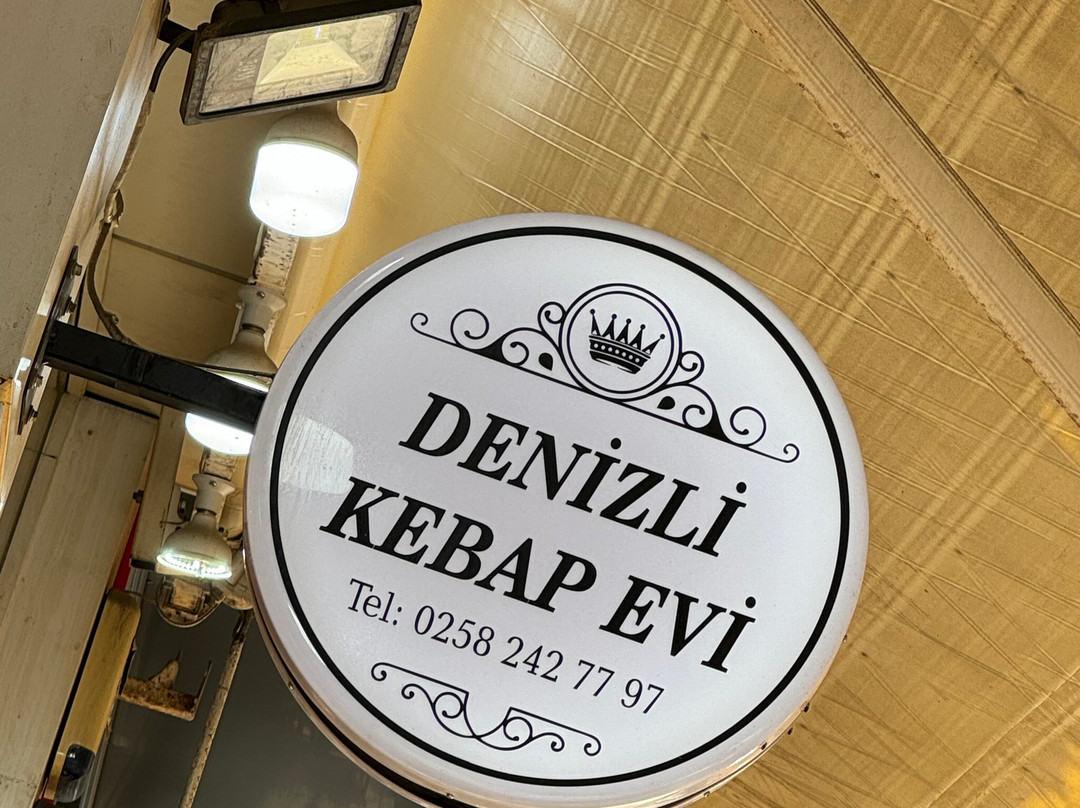 DENİZLİ
KEBAP EVİ
Tel: 0258 242 77 97